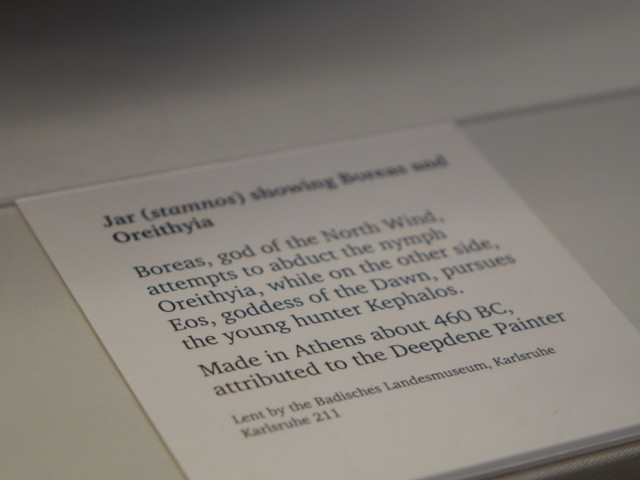 Jar (stamnos) showing Boreas and
Oreithyia
Boreas, god of the North Wind,
attempts to abduct the nymph
Oreithyia, while on the other side,
Eos, goddess of the Dawn, pursues
the young hunter Kephalos.
Made in Athens about 460 BC,
attributed to the Deepdene Painter
Lent by the Badisches Landesmuseum, Karlsruhe
Karlsruhe 211